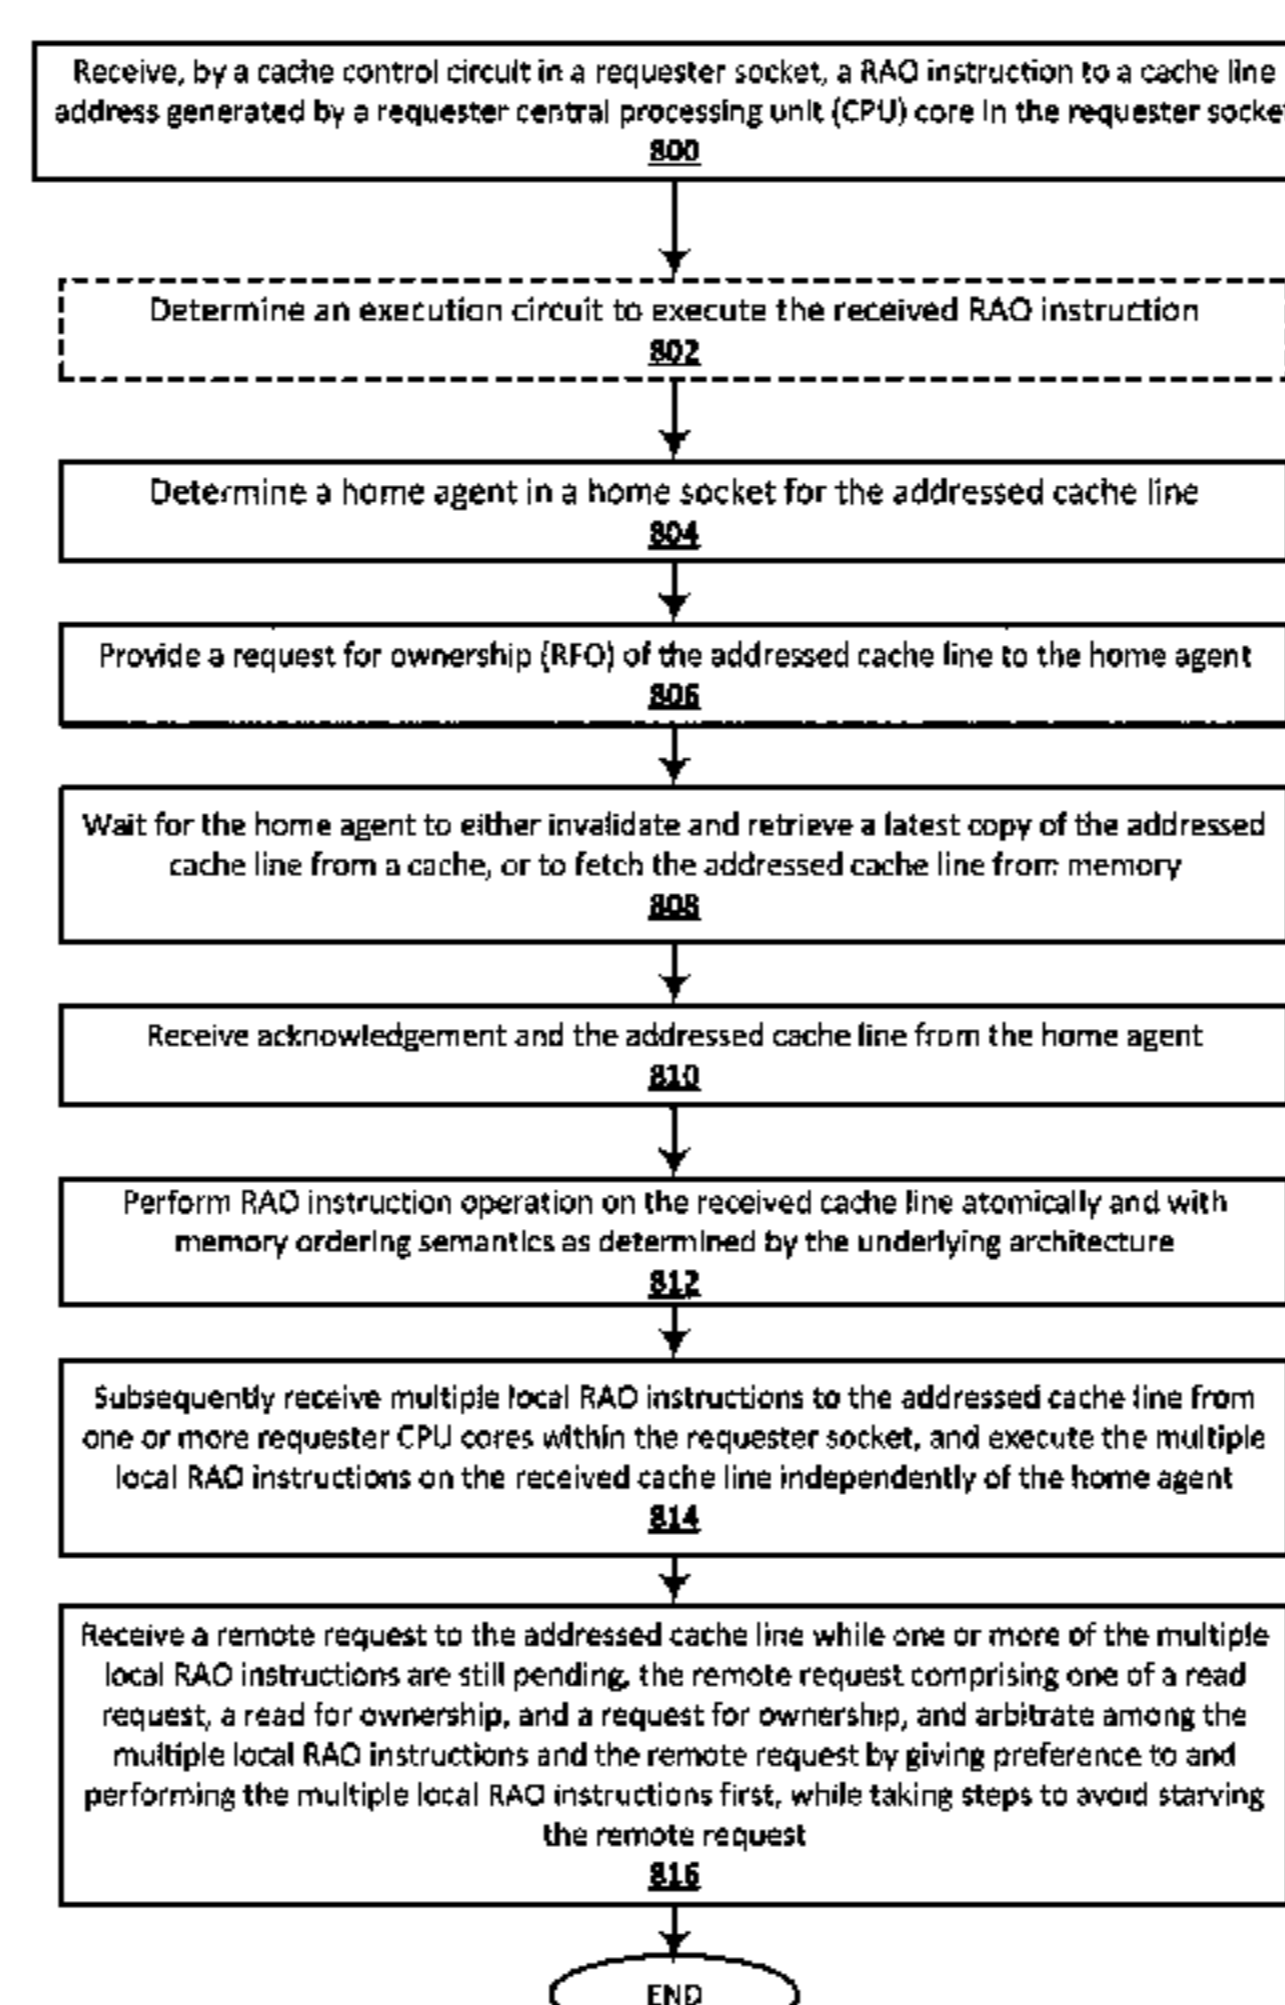 Receive, by a cache control circuit in a requester socket, a RAO instruction to a cache line
address generated by a requester central processing unit (CPU) core in the requester socket
800
Determine an execution circuit to execute the received RAO instruction
802
Determine a home agent in a home socket for the addressed cache line
804
Provide a request for ownership (RFO) of the addressed cache line to the home agent
806
Wait for the home agent to either invalidate and retrieve a latest copy of the addressed
cache line from a cache, or to fetch the addressed cache line from memory
808
Receive acknowledgement and the addressed cache line from the home agent
810
Perform RAO instruction operation on the received cache line atomically and with
memory ordering semantics as determined by the underlying architecture
812
Subsequently receive multiple local RAO instructions to the addressed cache line from
one or more requester CPU cores within the requester socket, and execute the multiple
local RAO instructions on the received cache line independently of the home agent
814
Receive a remote request to the addressed cache line while one or more of the multiple
local RAO instructions are still pending, the remote request comprising one of a read
request, a read for ownership, and a request for ownership, and arbitrate among the
multiple local RAO instructions and the remote request by giving preference to and
performing the multiple local RAO instructions first, while taking steps to avoid starving
the remote request
816
END